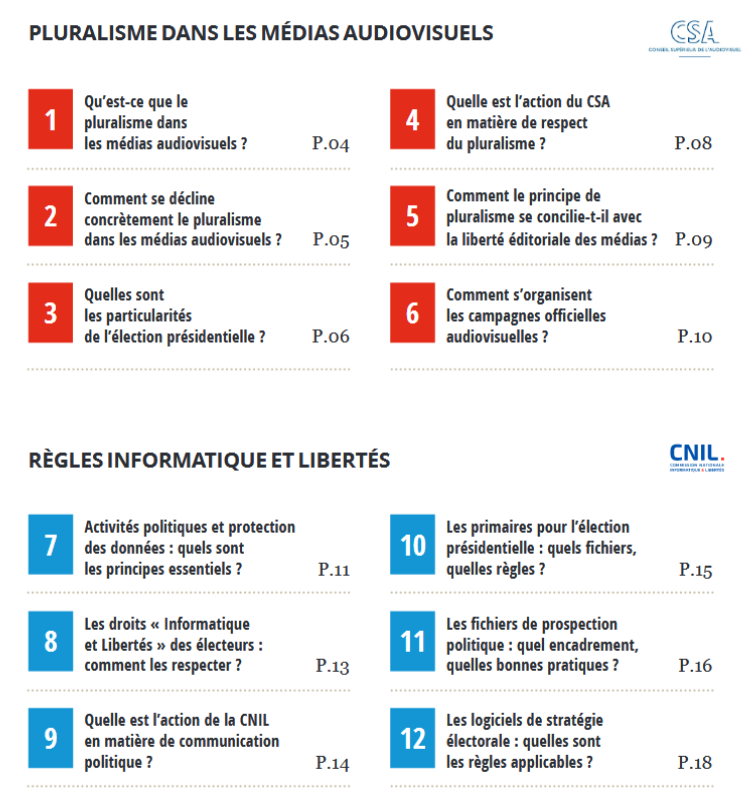 PLURALISME DANS LES MÉDIAS AUDIOVISUELS
CSA
CONSEIL SUPÉRIEUR DE L'AUDIOVISUEL
1
Qu'est-ce que le
pluralisme dans
les médias audiovisuels ? P.04
2
Comment se décline
concrètement le pluralisme
dans les médias audiovisuels ? P.05
3
Quelles sont
les particularités
de l'élection présidentielle ? P.06
4
Quelle est l'action du CSA
en matière de respect
du pluralisme ? P.08
5
Comment le principe de
pluralisme se concilie-t-il avec
la liberté éditoriale des médias ? P.09
6
Comment s'organisent
les campagnes officielles
audiovisuelles ? P.10
RÈGLES INFORMATIQUE ET LIBERTÉS
CNIL.
COMMISSION NATIONALE
INFORMATIQUE & LIBERTÉS
7
Activités politiques et protection
des données : quels sont
les principes essentiels ? P.11
8
Les droits « Informatique
et Libertés » des électeurs :
comment les respecter ? P.13
9
Quelle est l'action de la CNIL
en matière de communication
politique ? P.14
10
Les primaires pour l'élection
présidentielle : quels fichiers,
quelles règles ? P.15
11
Les fichiers de prospection
politique : quel encadrement,
quelles bonnes pratiques ? P.16
12
Les logiciels de stratégie
électorale : quelles sont
les règles applicables ? P.18